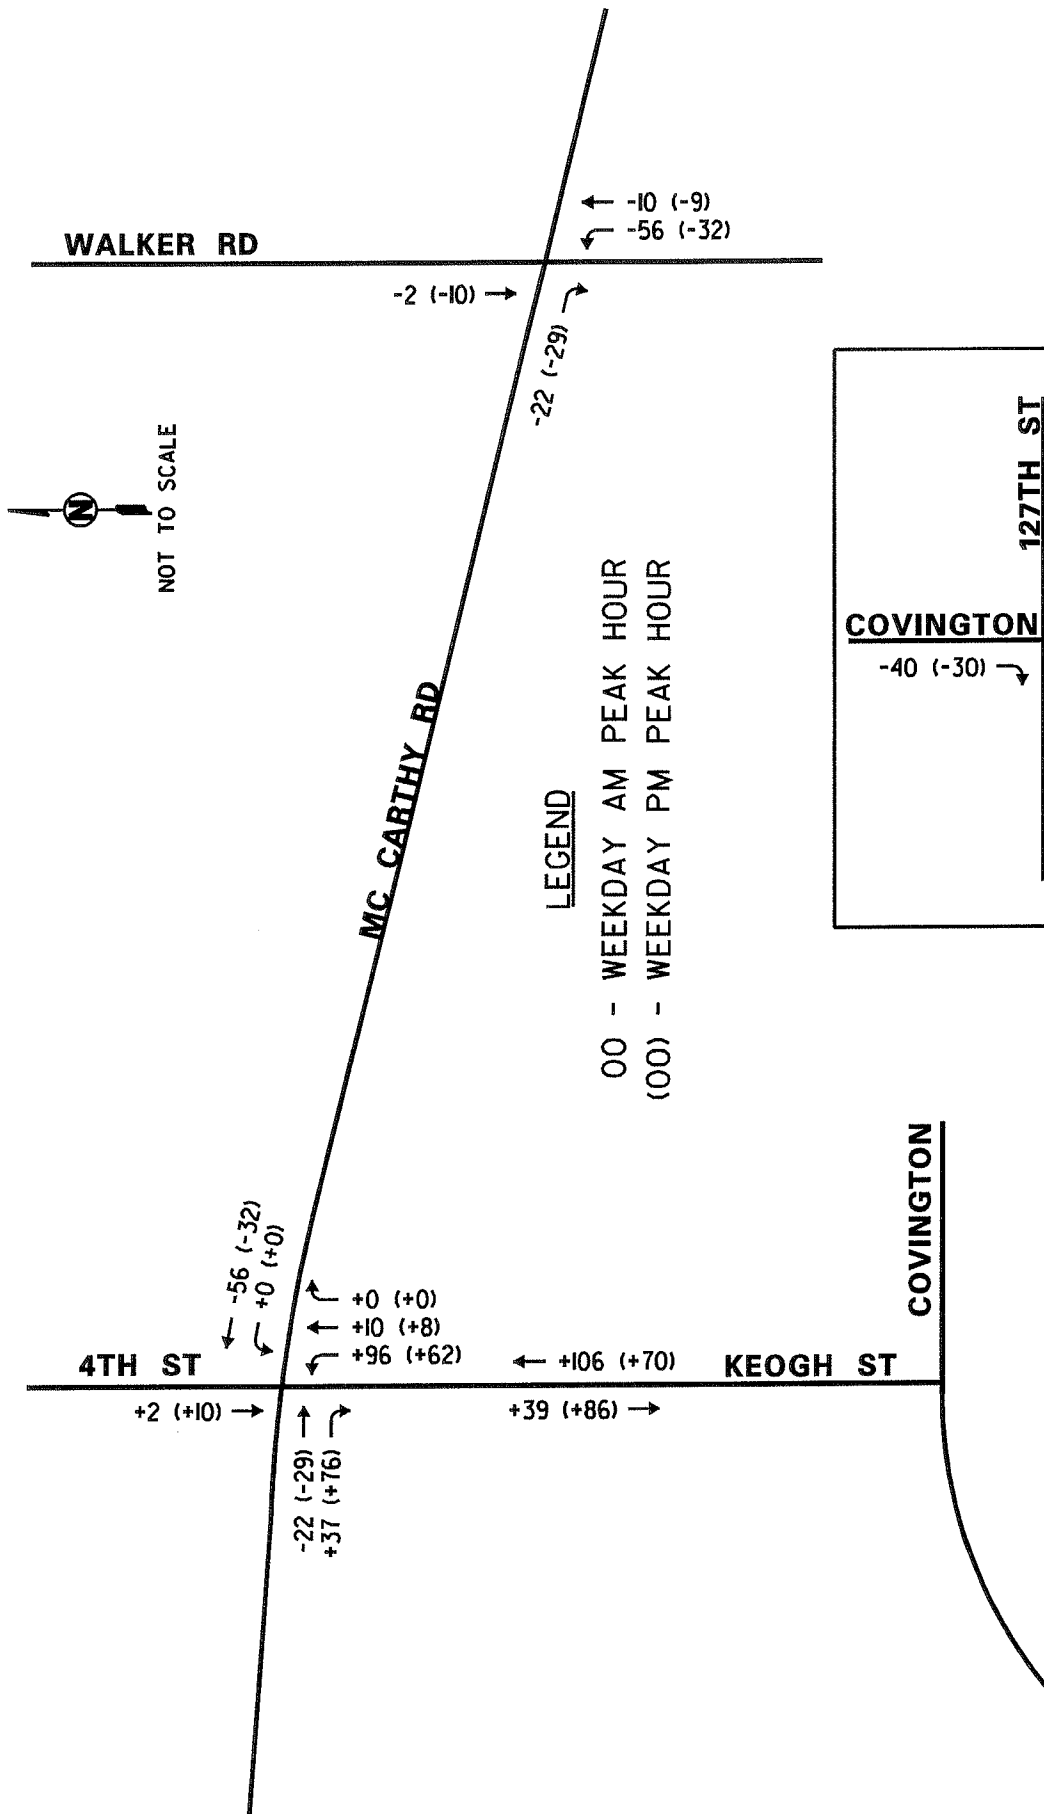 WALKER RD
-10 (-9)
-56 (-32)
-2 (-10)
-22 (-29)
N
NOT TO SCALE
127TH ST
COVINGTON
-40 (-30)
MC CARTHY RD
LEGEND
00 - WEEKDAY AM PEAK HOUR
(00) - WEEKDAY PM PEAK HOUR
COVINGTON
-56 (-32)
+0 (+0)
+0 (+0)
+10 (+8)
+96 (+62)
4TH ST
+106 (+70)
KEOGH ST
+2 (+10)
+39 (+86)
-22 (-29)
+37 (+76)